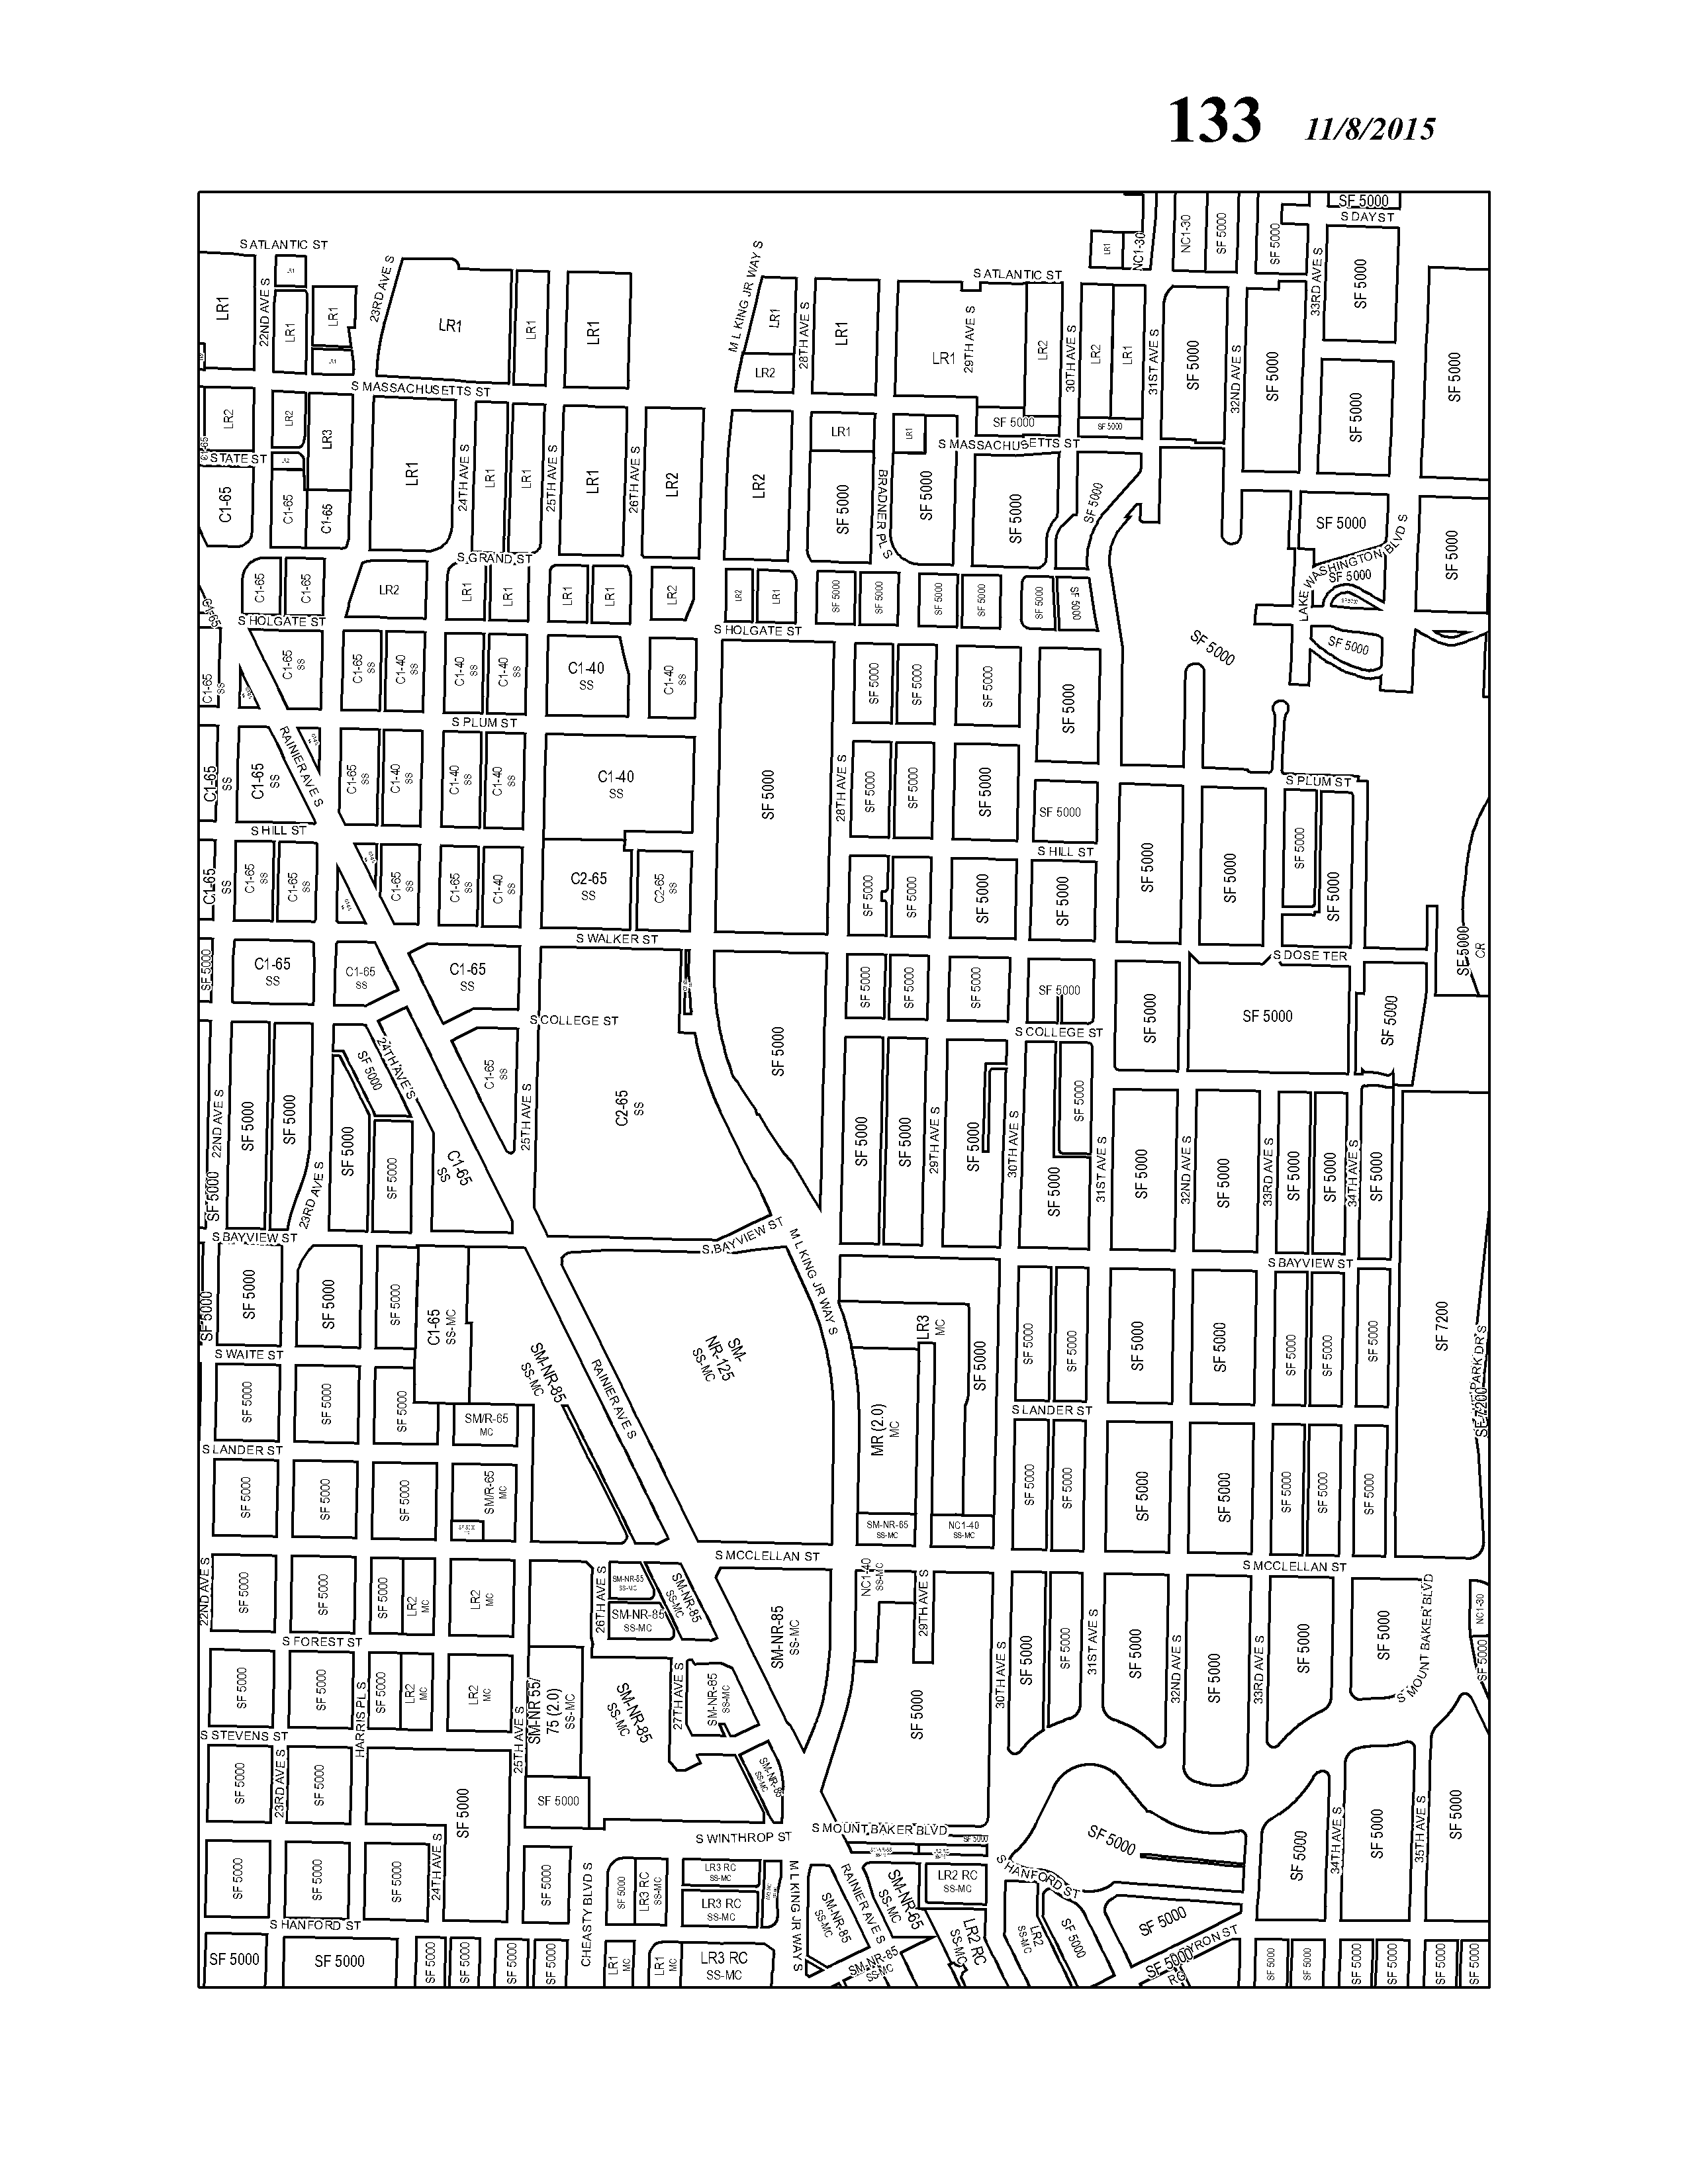 133 11/8/2015
SF 5000
S DAY ST
NC1-30
SF 5000
SF 5000
LR1
NC1-30
33RD AVE S
SF 5000
S ATLANTIC ST
M L KING JR WAY S
S ATLANTIC ST
LR1
22ND AVE S
LR1
LR1
23RD AVE S
LR1
LR1
LR1
LR1
LR2
28TH AVE S
LR1
LR1
29TH AVE S
LR2
30TH AVE S
LR2
LR1
31ST AVE S
SF 5000
32ND AVE S
SF 5000
SF 5000
SF 5000
S MASSACHUSETTS ST
LR2
LR2
LR3
S STATE ST
C1-65
C1-65
C1-65
LR1
24TH AVE S
LR1
LR1
25TH AVE S
LR1
26TH AVE S
LR2
LR2
LR1
SF 5000
BRADNER PL S
LR1
SF 5000
SF 5000
SF 5000
S MASSACHUSETTS ST
SF 5000
SF 5000
SF 5000
LAKE WASHINGTON BLVD S
SF 5000
SF 5000
S GRAND ST
C1-65
C1-65
LR2
LR1
LR1
LR1
LR1
LR2
LR2
LR1
SF 5000
SF 5000
SF 5000
SF 5000
SF 5000
SF 5000
S HOLGATE ST
S HOLGATE ST
SF 5000
SF 5000
C1-65
SS
C1-65
SS
C1-65
SS
C1-40
SS
C1-40
SS
C1-40
SS
C1-40
SS
C1-40
SS
SF 5000
SF 5000
SF 5000
SF 5000
S PLUM ST
C1-65
SS
C1-65
SS
RAINIER AVE S
C1-65
SS
C1-40
SS
C1-40
SS
C1-40
SS
C1-40
SS
SF 5000
28TH AVE S
SF 5000
SF 5000
SF 5000
SF 5000
S PLUM ST
S HILL ST
S HILL ST
C1-65
SS
C1-65
SS
C1-65
SS
C1-65
SS
C1-65
SS
C1-40
SS
C2-65
SS
C2-65
SS
SF 5000
SF 5000
SF 5000
SF 5000
SF 5000
SF 5000
SF 5000
SF 5000
S WALKER ST
SF 5000
C1-65
SS
C1-65
SS
C1-65
SS
SF 5000
SF 5000
SF 5000
SF 5000
S DOSE TER
SF 5000
CR
S COLLEGE ST
S COLLEGE ST
SF 5000
SF 5000
SF 5000
22ND AVE S
SF 5000
SF 5000
SF 5000
24TH AVE S
C1-65
SS
25TH AVE S
C2-65
SS
SF 5000
SF 5000
SF 5000
SF 5000
29TH AVE S
SF 5000
30TH AVE S
SF 5000
SF 5000
31ST AVE S
SF 5000
32ND AVE S
SF 5000
33RD AVE S
SF 5000
SF 5000
34TH AVE S
SF 5000
23RD AVE S
SF 5000
SF 5000
C1-65
SS
S BAYVIEW ST
S BAYVIEW ST
M L KING JR WAY S
S BAYVIEW ST
SF 5000
SF 5000
SF 5000
SF 5000
C1-65
SS-MC
SM-NR-85
SS-MC
RAINIER AVE S
SM-
NR-125
SS-MC
LR3
MC
SF 5000
SF 5000
SF 5000
SF 5000
SF 5000
SF 5000
SF 5000
SF 5000
SF 7200
S WAITE ST
SF 5000
SF 5000
SM/R-65
MC
MR (2.0)
MC
S LANDER ST
S LANDER ST
SF 7200
SF 5000
SF 5000
SF 5000
SM/R-65
MC
SM-NR-65
SS-MC
NC1-40
SS-MC
SF 5000
SF 5000
SF 5000
SF 5000
SF 5000
SF 5000
SF 5000
S MCCLELLAN ST
S MCCLELLAN ST
22ND AVE S
SF 5000
SF 5000
SF 5000
LR2
MC
LR2
MC
26TH AVE S
SM-NR-85
SS-MC
SM-NR-85
SS-MC
SM-NR-85
SS-MC
SM-NR-85
SS-MC
NC1-40
SS-MC
29TH AVE S
SF 5000
30TH AVE S
SF 5000
SF 5000
31ST AVE S
SF 5000
32ND AVE S
SF 5000
33RD AVE S
SF 5000
SF 5000
S MOUNT BAKER BLVD
NC1-30
SF 5000
S FOREST ST
SF 5000
SF 5000
HARRIS PL S
SF 5000
LR2
MC
LR2
MC
25TH AVE S
SM-NR 55/
75 (2.0)
SS-MC
SM-NR-85
SS-MC
27TH AVE S
SM-NR-85
SS-MC
S STEVENS ST
SF 5000
23RD AVE S
SF 5000
SF 5000
SF 5000
SM-NR-85
SS-MC
S WINTHROP ST
S MOUNT BAKER BLVD
SF 5000
SF 5000
SF 5000
34TH AVE S
SF 5000
35TH AVE S
SF 5000
SF 5000
SF 5000
SF 5000
24TH AVE S
SF 5000
CHEASTY BLVD S
SF 5000
LR3 RC
SS-MC
LR3 RC
SS-MC
LR3 RC
SS-MC
M L KING JR WAY S
SM-NR-85
SS-MC
RAINIER AVE S
SM-NR-65
SS-MC
LR2 RC
SS-MC
S HANFORD ST
LR2 RC
SS-MC
LR2
SS-MC
SF 5000
SF 5000
S BYRON ST
S HANFORD ST
SF 5000
SF 5000
SF 5000
SF 5000
SF 5000
SF 5000
LR1
MC
LR1
MC
LR3 RC
SS-MC
SM-NR-85
SS-MC
SF 5000
RG
SF 5000
SF 5000
SF 5000
SF 5000
SF 5000
SF 5000